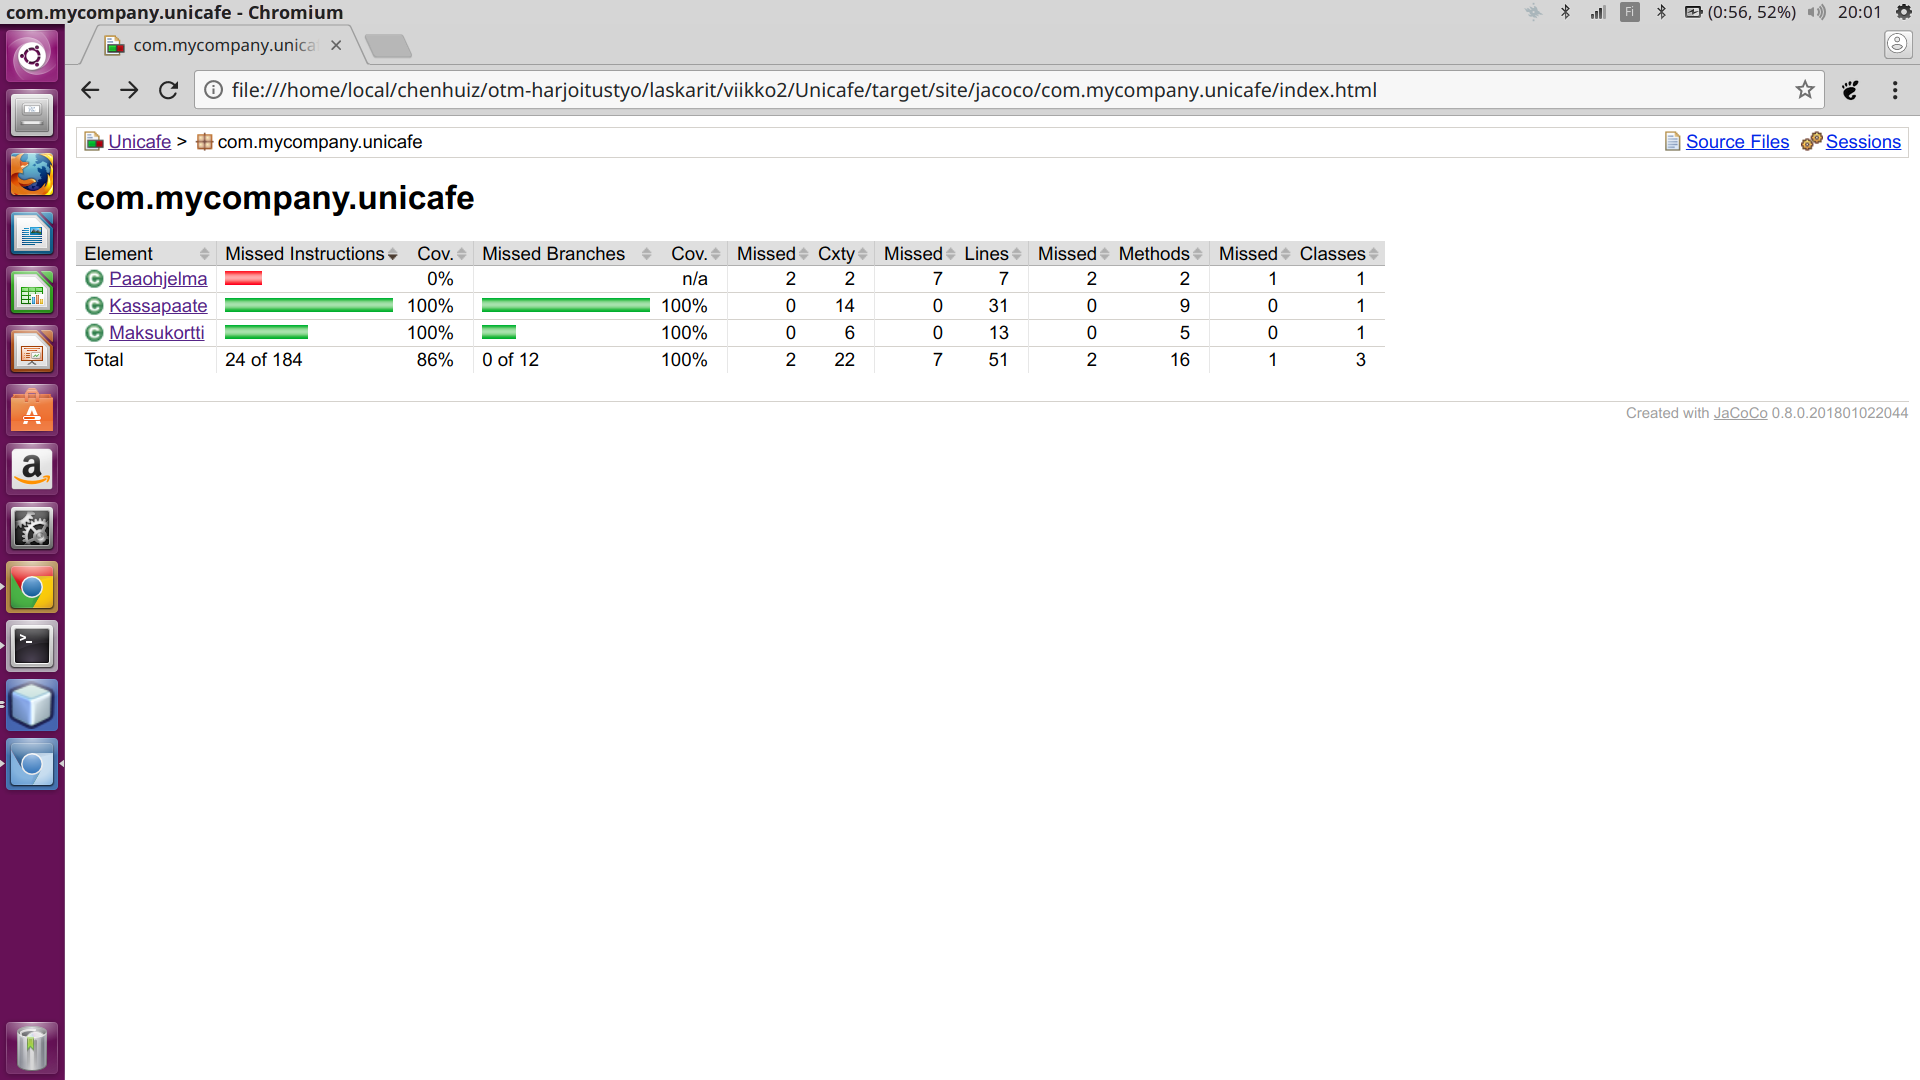 com.mycompany.unicafe - Chromium
Fi (0:56, 52%) 20:01
com.mycompany.unica
file:///home/local/chenhuiz/otm-harjoitustyo/laskarit/viikko2/Unicafe/target/site/jacoco/com.mycompany.unicafe/index.html
Unicafe > com.mycompany.unicafe Source Files Sessions
com.mycompany.unicafe
Element Missed Instructions Cov. Missed Branches Cov. Missed Cxty Missed Lines Missed Methods Missed Classes
Paaohjelma 0% n/a 2 2 7 7 2 2 1 1
Kassapaate 100% 100% 0 14 0 31 0 9 0 1
Maksukortti 100% 100% 0 6 0 13 0 5 0 1
Total 24 of 184 86% 0 of 12 100% 2 22 7 51 2 16 1 3
Created with JaCoCo 0.8.0.201801022044